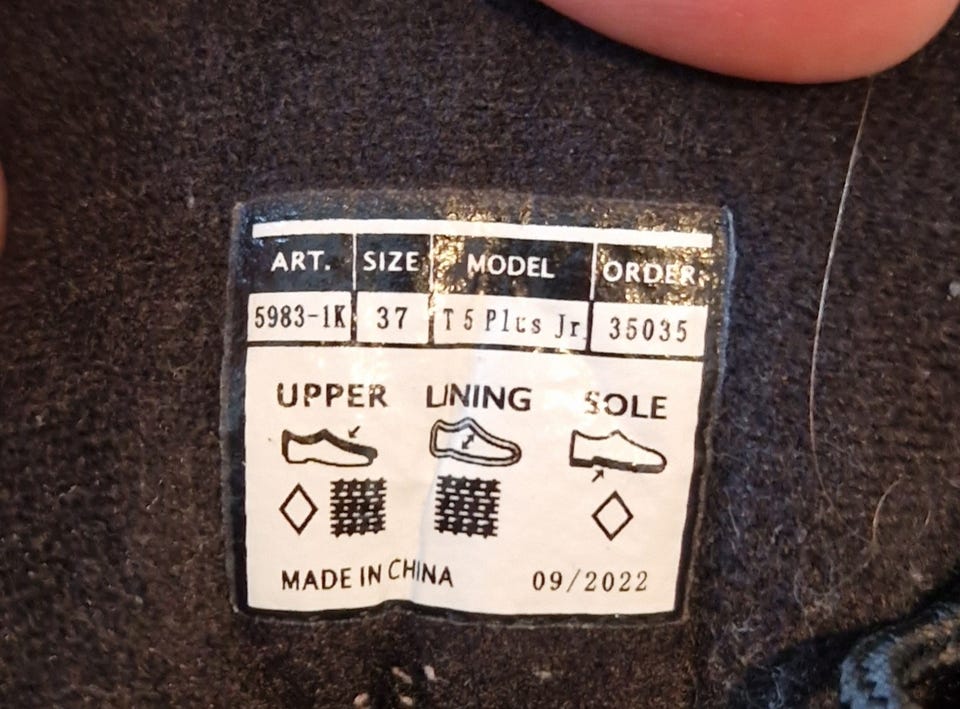 ART. SIZE MODEL ORDER
5983-1K 37 T 5 Plus Jr 35035
UPPER LINING SOLE
MADE IN CHINA 09/2022